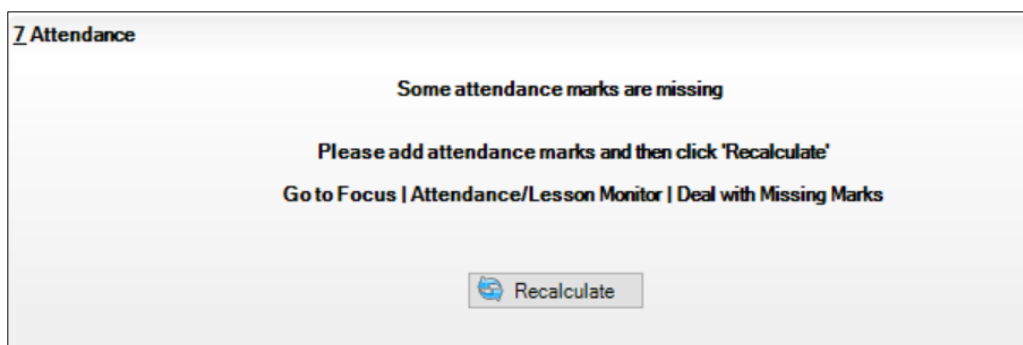 7 Attendance
Some attendance marks are missing
Please add attendance marks and then click 'Recalculate'
Go to Focus | Attendance/Lesson Monitor | Deal with Missing Marks
Recalculate